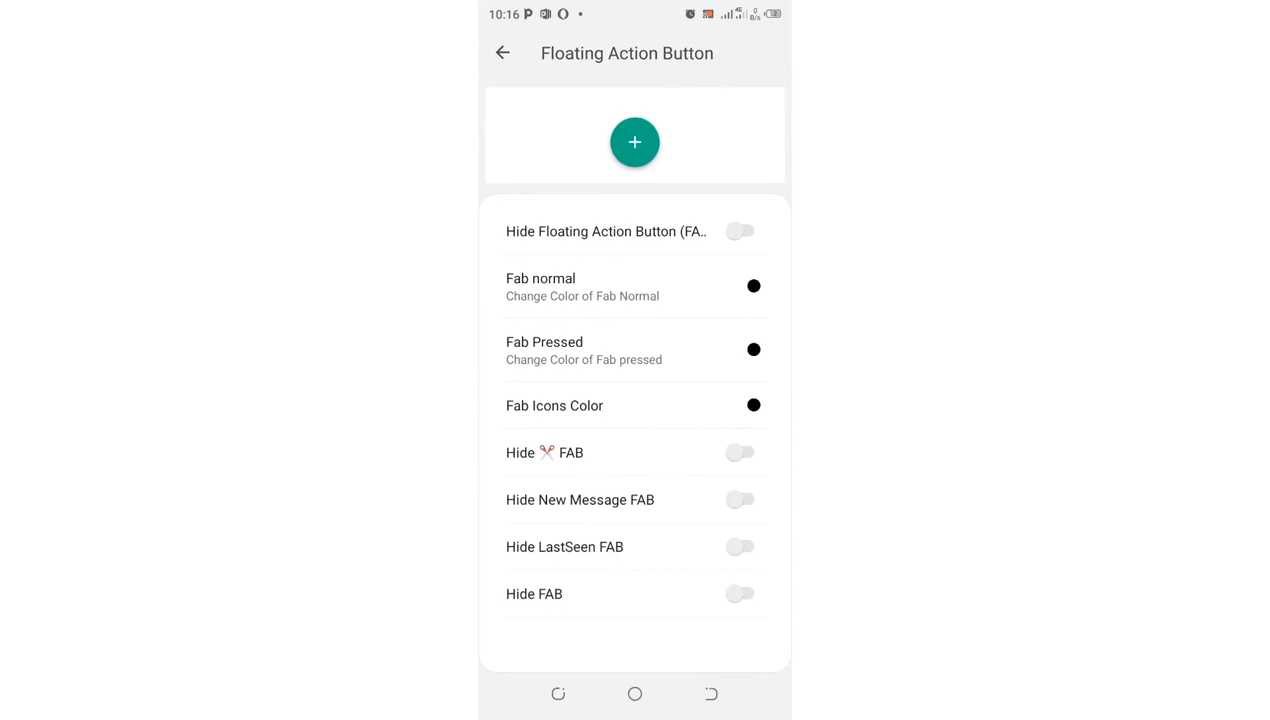 10:16
4G
0
B/s
Floating Action Button
Hide Floating Action Button (FA..
Fab normal
Change Color of Fab Normal
Fab Pressed
Change Color of Fab pressed
Fab Icons Color
Hide ✂️ FAB
Hide New Message FAB
Hide LastSeen FAB
Hide FAB